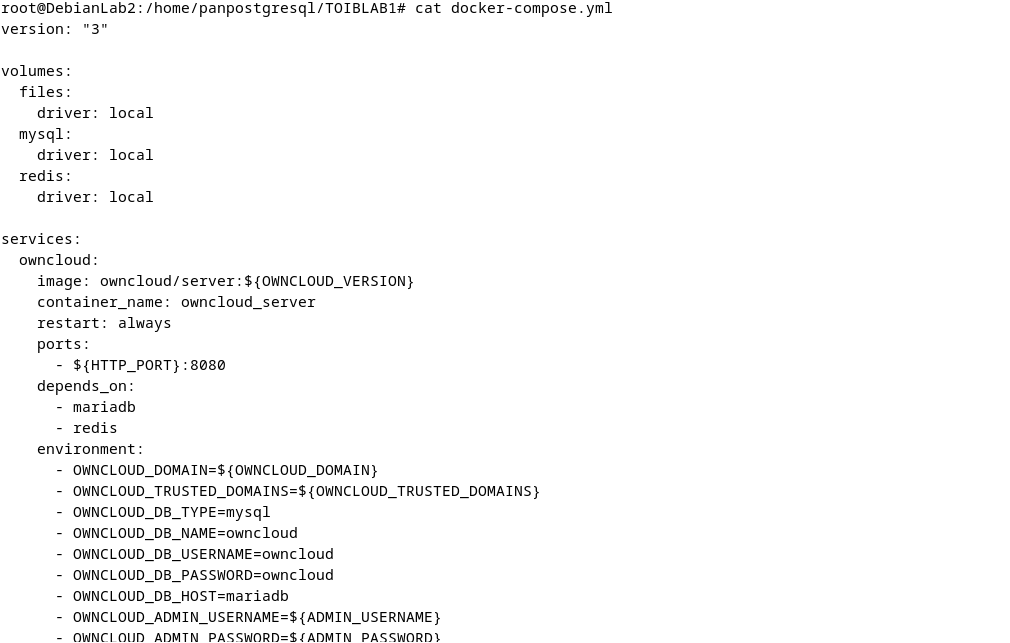 root@DebianLab2:/home/panpostgresql/TOIBLAB1# cat docker-compose.yml
version: "3"

volumes:
  files:
    driver: local
  mysql:
    driver: local
  redis:
    driver: local

services:
  owncloud:
    image: owncloud/server:${OWNCLOUD_VERSION}
    container_name: owncloud_server
    restart: always
    ports:
      - ${HTTP_PORT}:8080
    depends_on:
      - mariadb
      - redis
    environment:
      - OWNCLOUD_DOMAIN=${OWNCLOUD_DOMAIN}
      - OWNCLOUD_TRUSTED_DOMAINS=${OWNCLOUD_TRUSTED_DOMAINS}
      - OWNCLOUD_DB_TYPE=mysql
      - OWNCLOUD_DB_NAME=owncloud
      - OWNCLOUD_DB_USERNAME=owncloud
      - OWNCLOUD_DB_PASSWORD=owncloud
      - OWNCLOUD_DB_HOST=mariadb
      - OWNCLOUD_ADMIN_USERNAME=${ADMIN_USERNAME}
      - OWNCLOUD_ADMIN_PASSWORD=${ADMIN_PASSWORD}